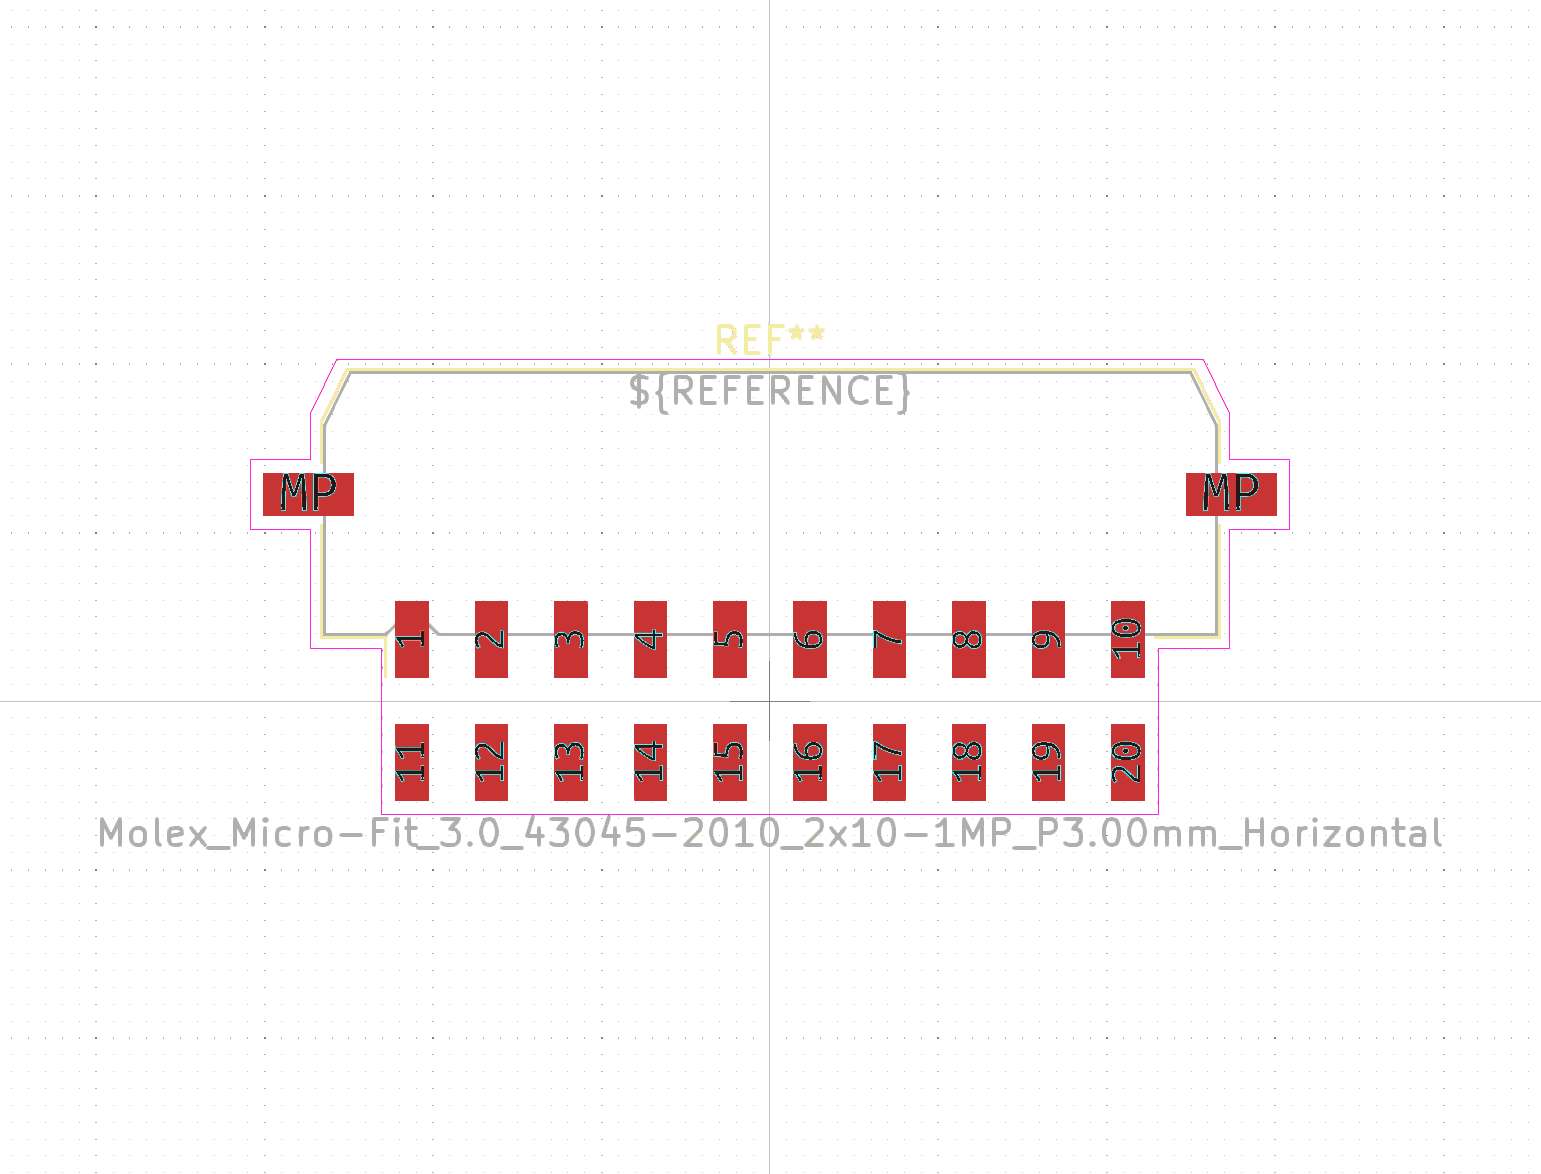 REF**
${REFERENCE}
MP MP
1 2 3 4 5 6 7 8 9 10
11 12 13 14 15 16 17 18 19 20
Molex_Micro-Fit_3.0_43045-2010_2x10-1MP_P3.00mm_Horizontal